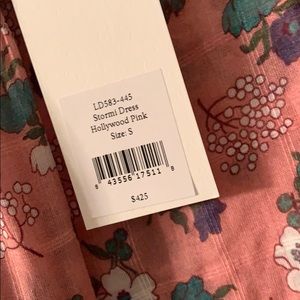 LD583-445
Stormi Dress
Hollywood Pink
Size: S
8 43556 17511 8
$425